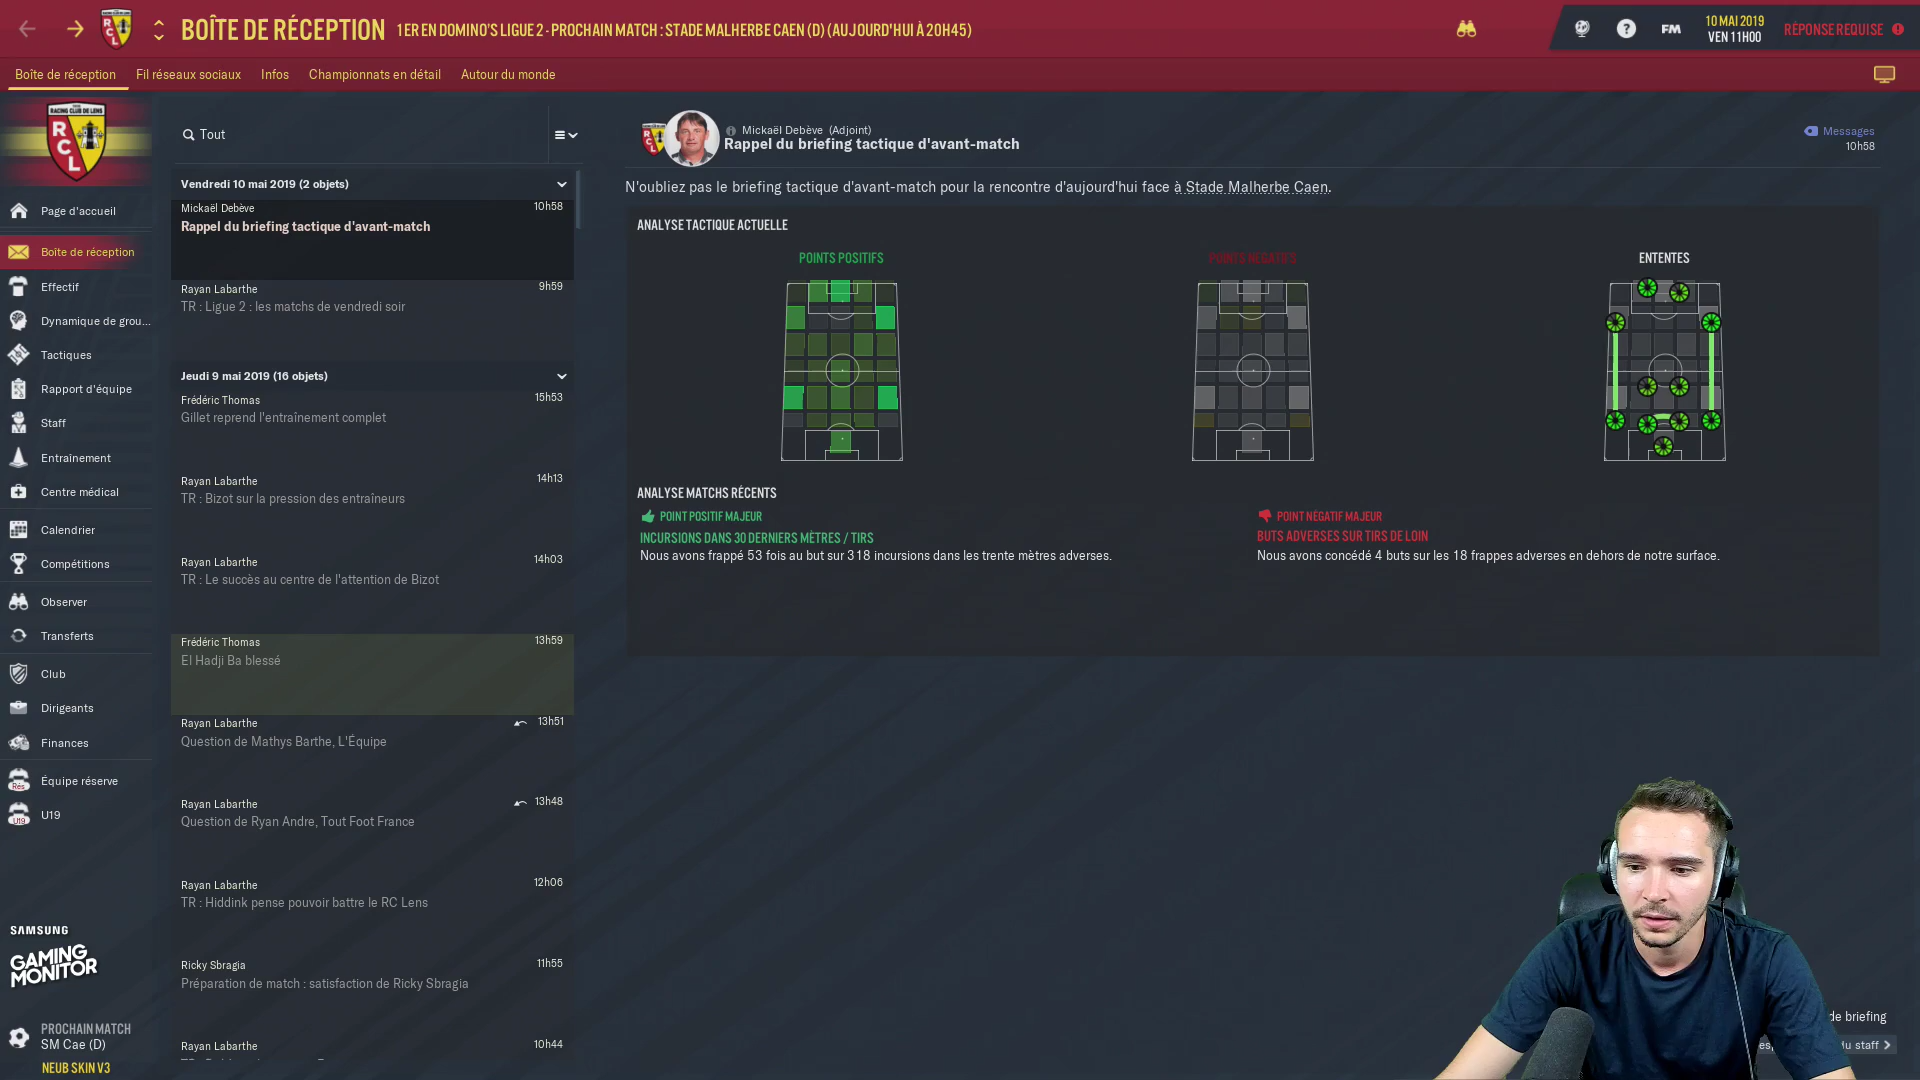 BOÎTE DE RÉCEPTION
1ER EN DOMINO'S LIGUE 2 - PROCHAIN MATCH : STADE MALHERBE CAEN (D) (AUJOURD'HUI À 20H45)
FM
10 MAI 2019
VEN 11H00
RÉPONSE REQUISE
Boîte de réception
Fil réseaux sociaux
Infos
Championnats en détail
Autour du monde
RACING CLUB DE LENS
RCL
Page d'accueil
Boîte de réception
Effectif
Dynamique de grou...
Tactiques
Rapport d'équipe
Staff
Entraînement
Centre médical
Calendrier
Compétitions
Observer
Transferts
Club
Dirigeants
Finances
Équipe réserve
U19
SAMSUNG
GAMING
MONITOR
PROCHAIN MATCH
SM Cae (D)
NEUB SKIN V3
Tout
Vendredi 10 mai 2019 (2 objets)
Mickaël Debève 10h58
Rappel du briefing tactique d'avant-match
Rayan Labarthe 9h59
TR : Ligue 2 : les matchs de vendredi soir
Jeudi 9 mai 2019 (16 objets)
Frédéric Thomas 15h53
Gillet reprend l'entraînement complet
Rayan Labarthe 14h13
TR : Bizot sur la pression des entraîneurs
Rayan Labarthe 14h03
TR : Le succès au centre de l'attention de Bizot
Frédéric Thomas 13h59
El Hadji Ba blessé
Rayan Labarthe 13h51
Question de Mathys Barthe, L'Équipe
Rayan Labarthe 13h48
Question de Ryan Andre, Tout Foot France
Rayan Labarthe 12h06
TR : Hiddink pense pouvoir battre le RC Lens
Ricky Sbragia 11h55
Préparation de match : satisfaction de Ricky Sbragia
Rayan Labarthe 10h44
Mickaël Debève (Adjoint)
Rappel du briefing tactique d'avant-match
Messages
10h58
N'oubliez pas le briefing tactique d'avant-match pour la rencontre d'aujourd'hui face à Stade Malherbe Caen.
ANALYSE TACTIQUE ACTUELLE
POINTS POSITIFS
POINTS NÉGATIFS
ENTENTES
ANALYSE MATCHS RÉCENTS
POINT POSITIF MAJEUR
INCURSIONS DANS 30 DERNIERS MÈTRES / TIRS
Nous avons frappé 53 fois au but sur 318 incursions dans les trente mètres adverses.
POINT NÉGATIF MAJEUR
BUTS ADVERSES SUR TIRS DE LOIN
Nous avons concédé 4 buts sur les 18 frappes adverses en dehors de notre surface.
de briefing
du staff